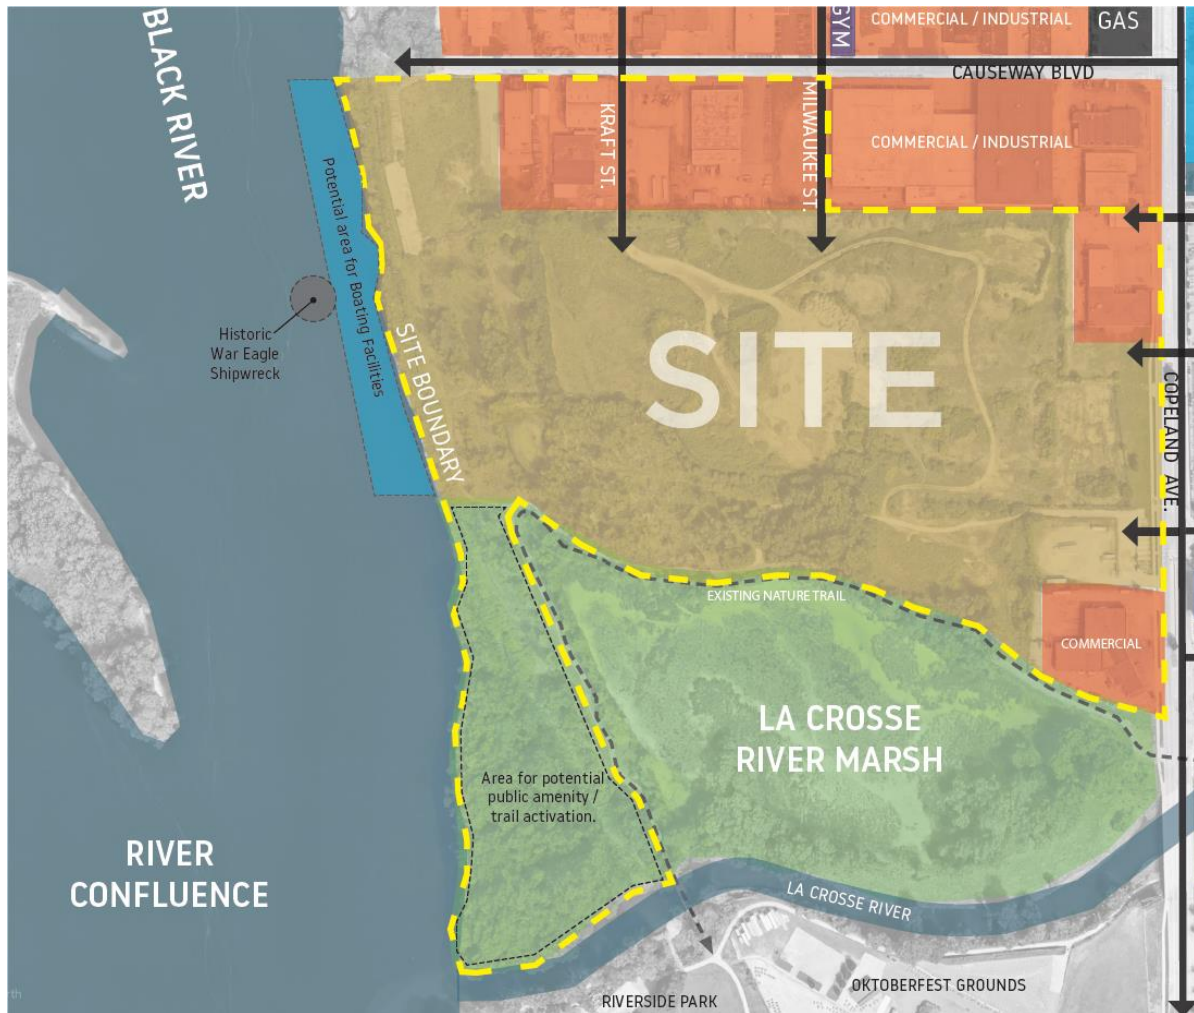 BLACK RIVER
COMMERCIAL / INDUSTRIAL
GYM
GAS
CAUSEWAY BLVD
KRAFT ST.
MILWAUKEE ST.
COMMERCIAL / INDUSTRIAL
Potential area for Boating Facilities
Historic
War Eagle
Shipwreck
SITE BOUNDARY
SITE
COPELAND AVE.
EXISTING NATURE TRAIL
COMMERCIAL
LA CROSSE
RIVER MARSH
Area for potential
public amenity /
trail activation.
RIVER
CONFLUENCE
LA CROSSE RIVER
OKTOBERFEST GROUNDS
RIVERSIDE PARK